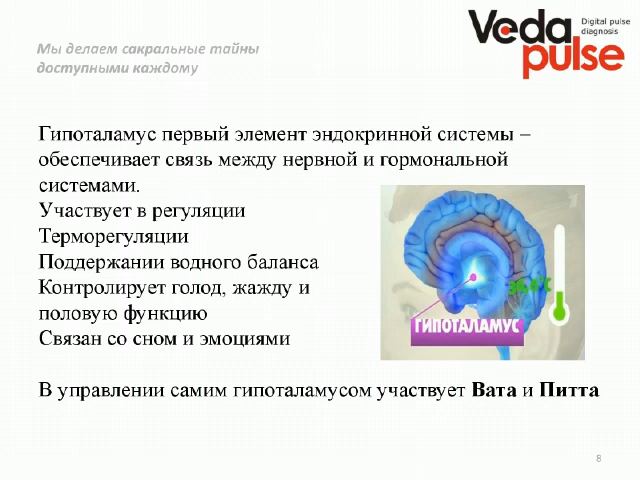 Мы делаем сакральные тайны
доступными каждому
Veda
pulse
Digital pulse
diagnosis
Гипоталамус первый элемент эндокринной системы –
обеспечивает связь между нервной и гормональной
системами.
Участвует в регуляции
Терморегуляции
Поддержании водного баланса
Контролирует голод, жажду и
половую функцию
Связан со сном и эмоциями
36,6°C
ГИПОТАЛАМУС
В управлении самим гипоталамусом участвует Вата и Питта
8